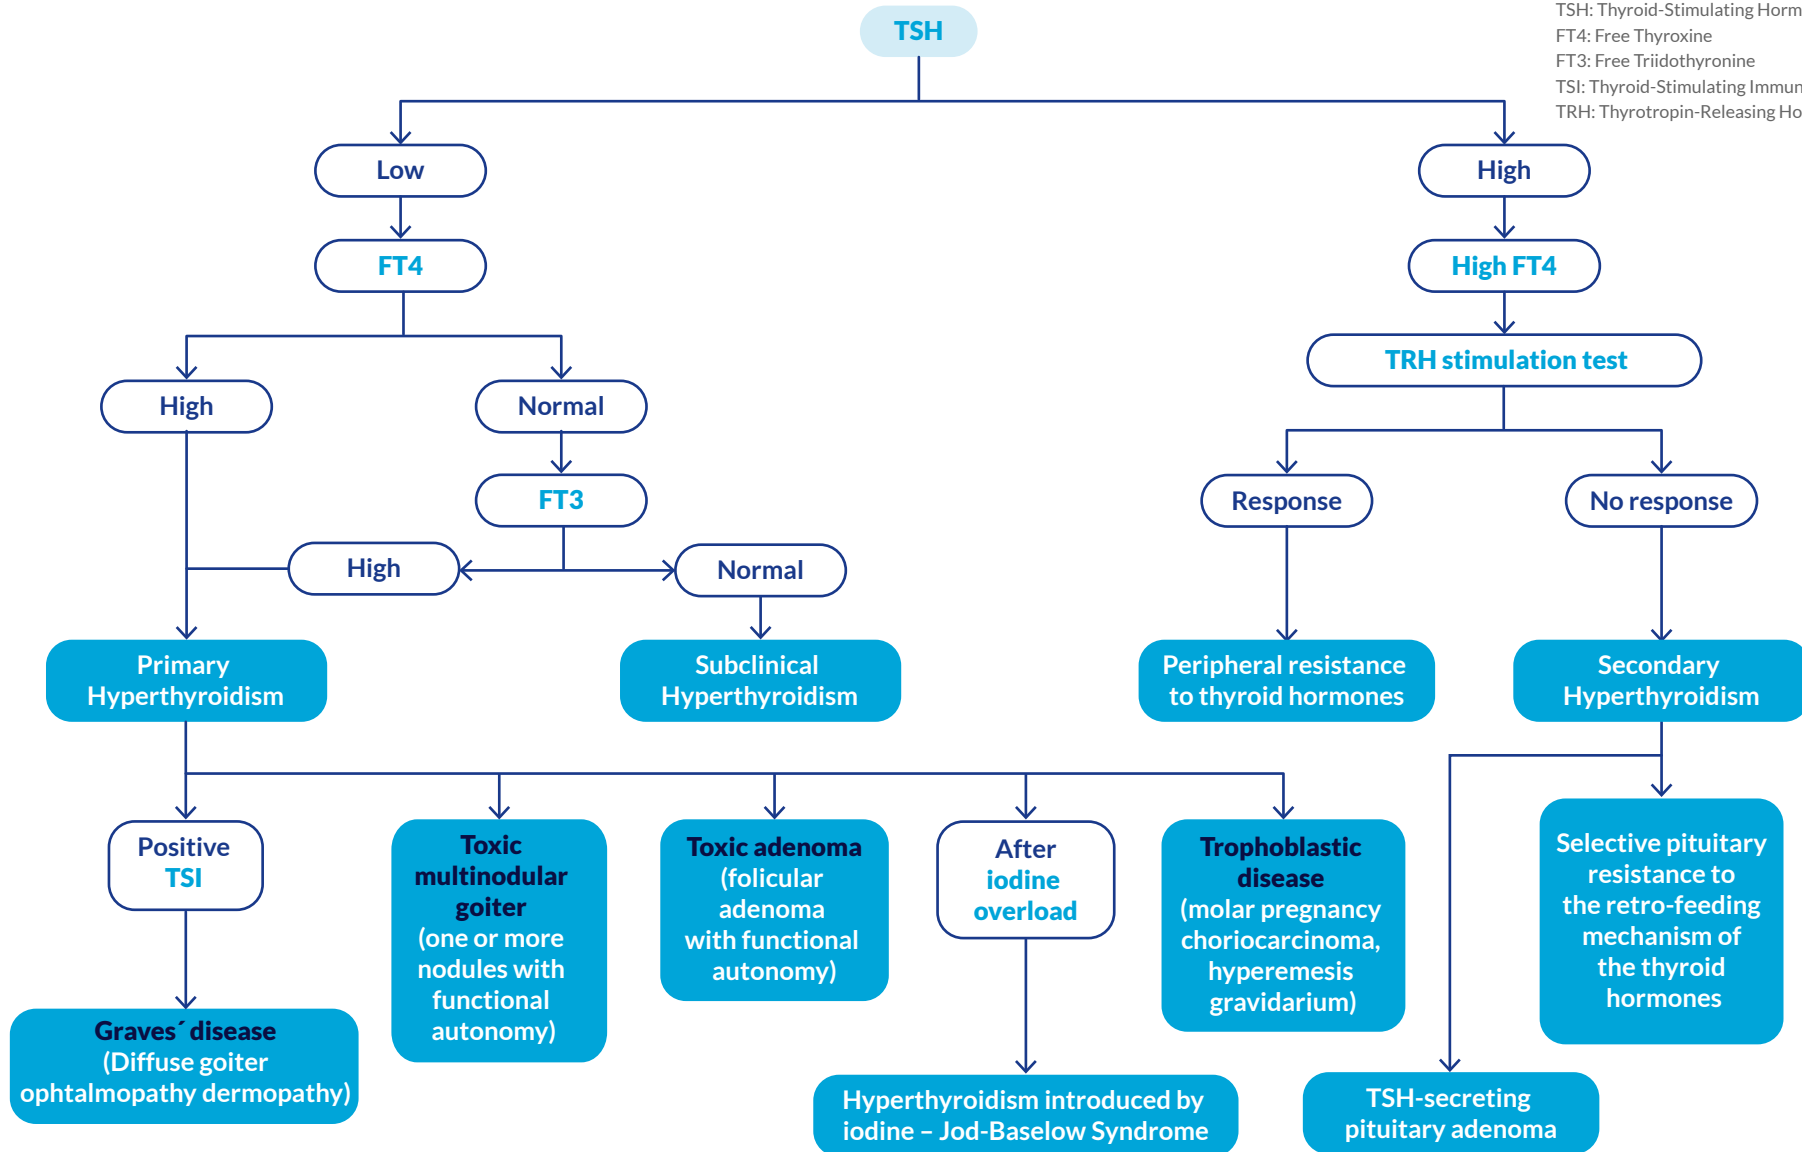 TSH
TSH: Thyroid-Stimulating
FT4: Free Thyroxine
FT3: Free Triidothyronine
TSI: Thyroid-Stimulating
TRH: Thyrotropin-Releasing
Low
High
FT4
High FT4
TRH stimulation test
High
Normal
FT3
Response
No response
High
Normal
Primary
Hyperthyroidism
Subclinical
Hyperthyroidism
Peripheral resistance
to thyroid hormones
Secondary
Hyperthyroidism
Positive
TSI
Toxic
multinodular
goiter
(one or more
nodules with
functional
autonomy)
Toxic adenoma
(folicular
adenoma
with functional
autonomy)
After
iodine
overload
Trophoblastic
disease
(molar pregnancy
choriocarcinoma,
hyperemesis
gravidarium)
Selective pituitary
resistance to
the retro-feeding
mechanism of
the thyroid
hormones
Graves´ disease
(Diffuse goiter
ophtalmopathy dermopathy)
Hyperthyroidism introduced by
iodine – Jod-Baselow Syndrome
TSH-secreting
pituitary adenoma